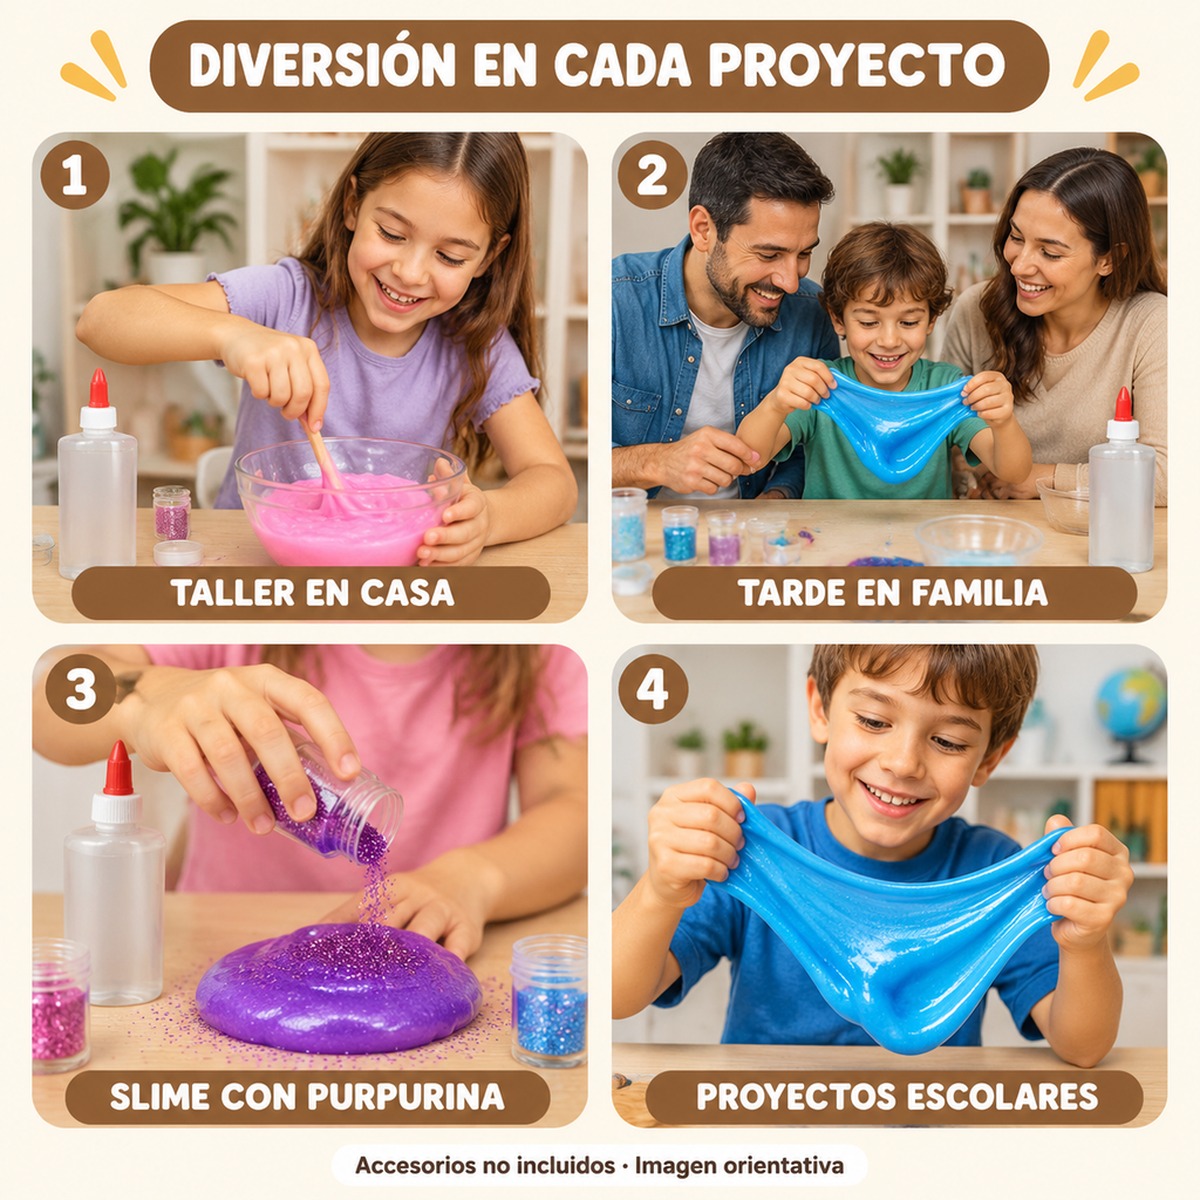 DIVERSIÓN EN CADA PROYECTO
1
2
TALLER EN CASA
TARDE EN FAMILIA
3
4
SLIME CON PURPURINA
PROYECTOS ESCOLARES
Accesorios no incluidos · Imagen orientativa